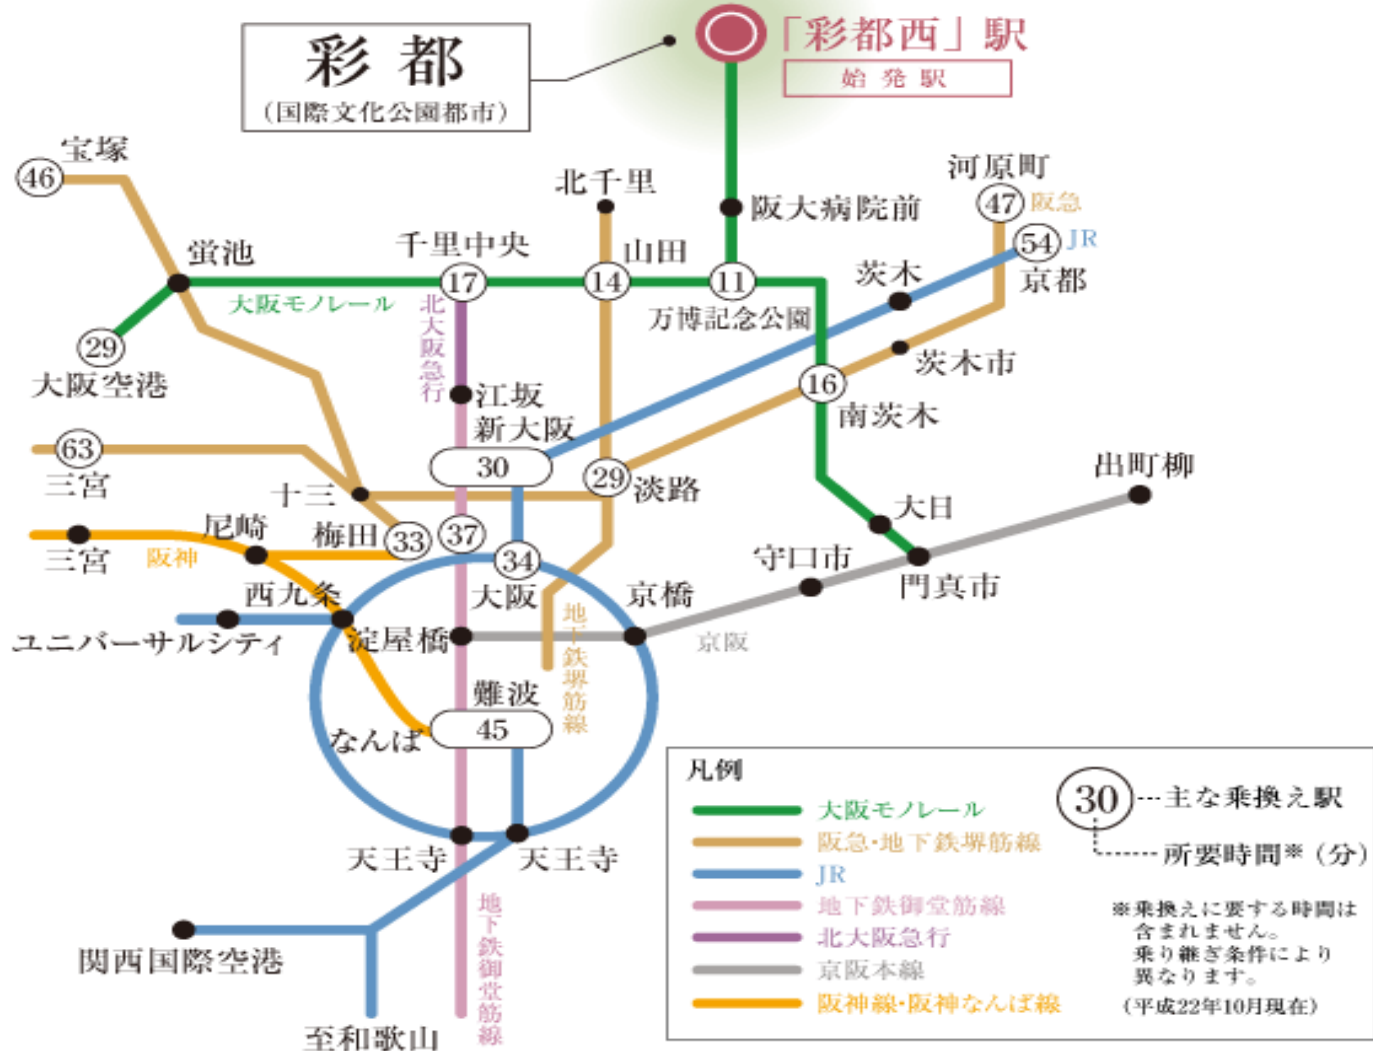 彩都
(国際文化公園都市)
「彩都西」駅
始発駅
宝塚
46
北千里
阪大病院前
河原町
47
阪急
54
JR
京都
蛍池
千里中央
17
山田
14
11
万博記念公園
茨木
大阪モノレール
北大阪急行
29
大阪空港
茨木市
16
南茨木
江坂
新大阪
30
63
三宮
十三
29
淡路
出町柳
尼崎
梅田
33
37
34
大阪
大日
三宮
阪神
守口市
門真市
西九条
京橋
ユニバーサルシティ
淀屋橋
京阪
地下鉄堺筋線
難波
45
なんば
天王寺
天王寺
関西国際空港
地下鉄御堂筋線
至和歌山
凡例
大阪モノレール
阪急・地下鉄堺筋線
JR
地下鉄御堂筋線
北大阪急行
京阪本線
阪神線・阪神なんば線
30
主な乗換え駅
所要時間※(分)
※乗換えに要する時間は
含まれません。
乗り継ぎ条件により
異なります。
(平成22年10月現在)